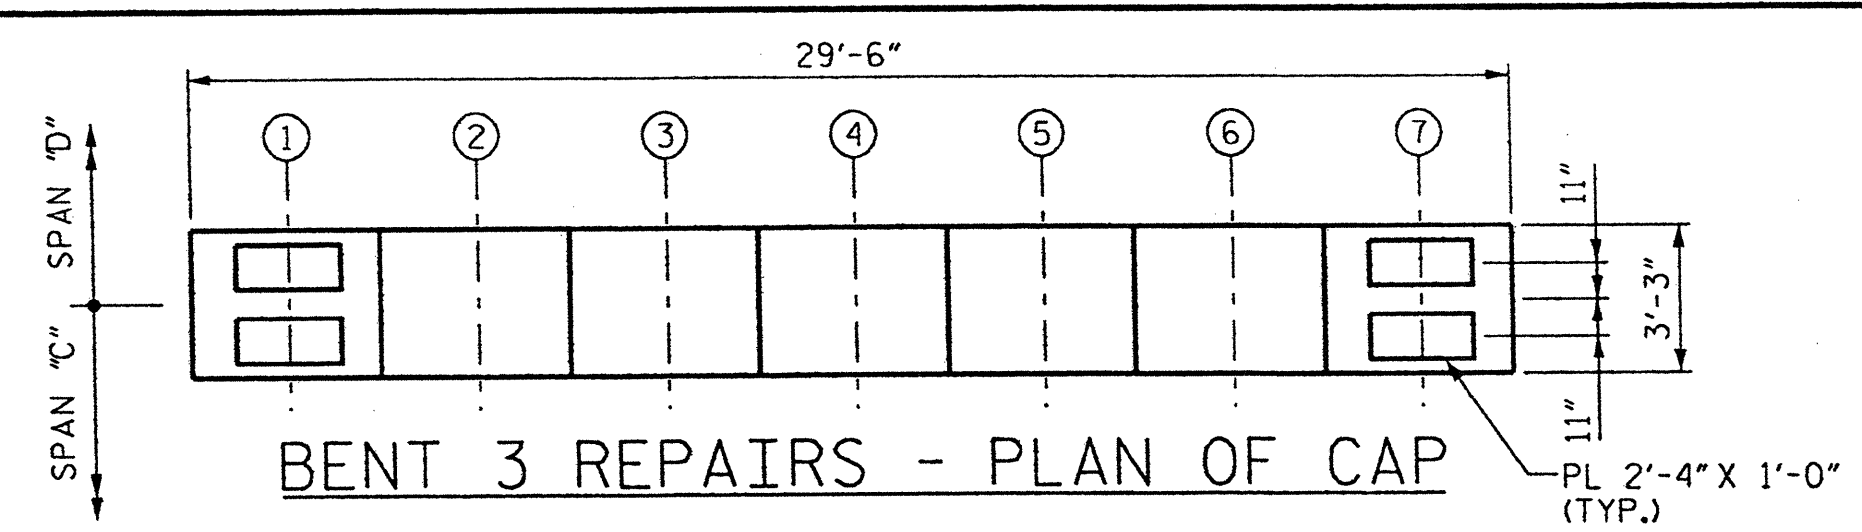 29'-6"
1 2 3 4 5 6 7
SPAN "D"
SPAN "C"
11"
3'-3"
11"
BENT 3 REPAIRS - PLAN OF CAP
PL 2'-4" X 1'-0"
(TYP.)